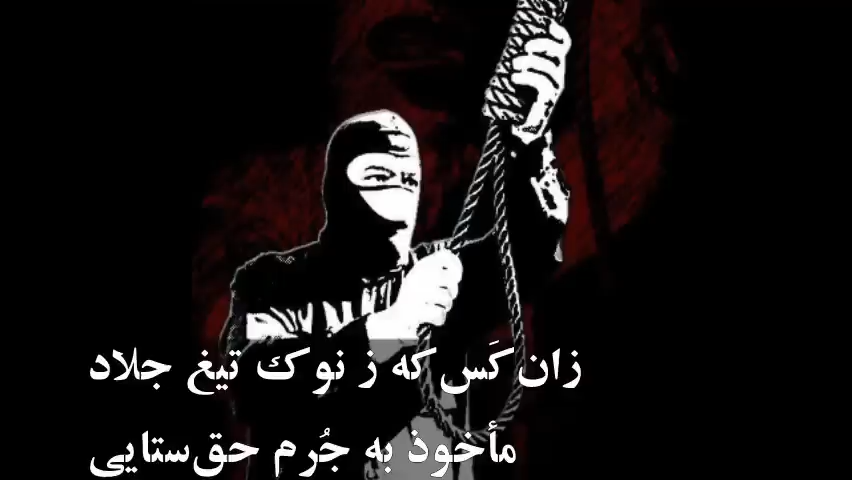 زان کَس که ز نوک تیغ جلاد
مأخوذ به جُرم حق‌ستایی